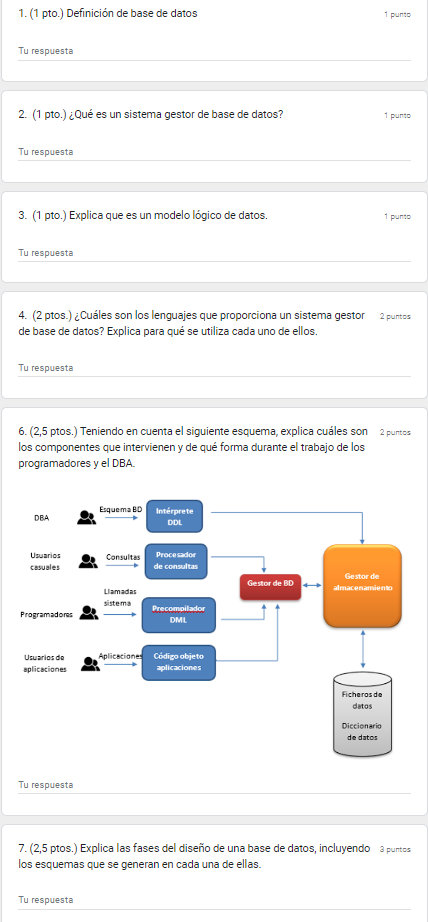 1. (1 pto.) Definición de base de datos
1 punto
Tu respuesta
2. (1 pto.) ¿Qué es un sistema gestor de base de datos?
1 punto
Tu respuesta
3. (1 pto.) Explica que es un modelo lógico de datos.
1 punto
Tu respuesta
4. (2 ptos.) ¿Cuáles son los lenguajes que proporciona un sistema gestor
2 puntos
de base de datos? Explica para qué se utiliza cada uno de ellos.
Tu respuesta
6. (2,5 ptos.) Teniendo en cuenta el siguiente esquema, explica cuáles son
2 puntos
los componentes que intervienen y de qué forma durante el trabajo de los
programadores y el DBA.
DBA
Esquema BD
Intérprete
DDL
Usuarios
casuales
Consultas
Procesador
de consultas
Gestor de BD
Gestor de
almacenamiento
Programadores
Llamadas
sistema
Precompilador
DML
Usuarios de
aplicaciones
Aplicaciones
Código objeto
aplicaciones
Ficheros de
datos
Diccionario
de datos
Tu respuesta
7. (2,5 ptos.) Explica las fases del diseño de una base de datos, incluyendo
3 puntos
los esquemas que se generan en cada una de ellas.
Tu respuesta